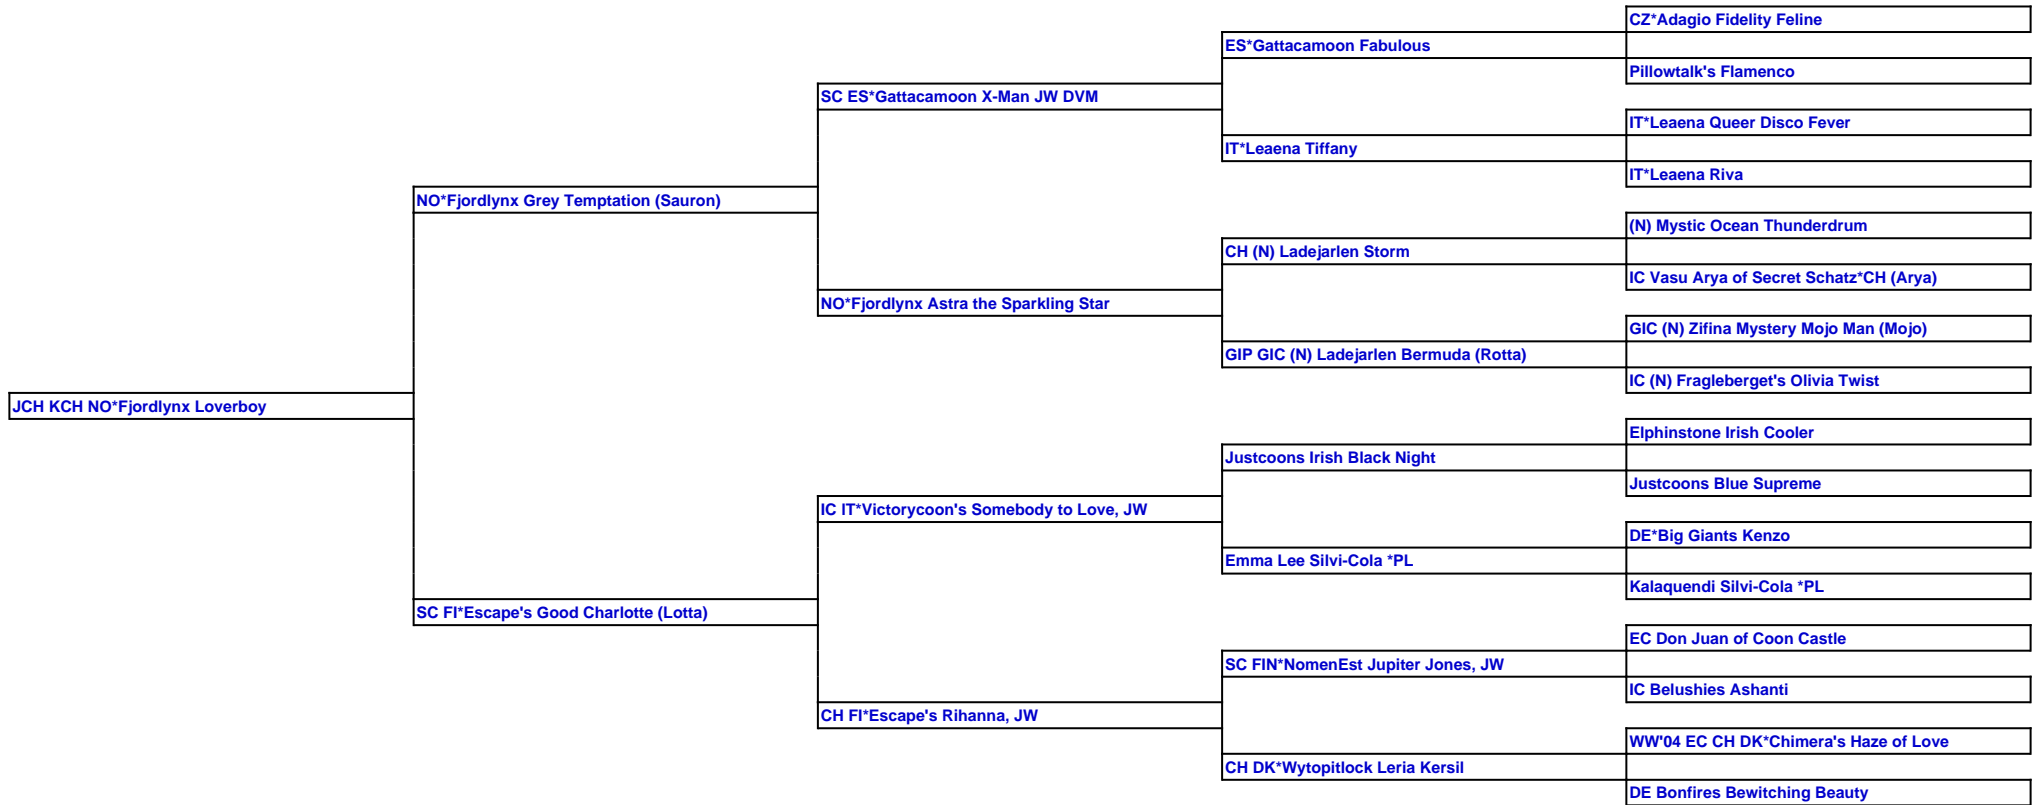 CZ*Adagio Fidelity Feline
ES*Gattacamoon Fabulous
Pillowtalk's Flamenco
SC ES*Gattacamoon X-Man JW DVM
IT*Leaena Queer Disco Fever
IT*Leaena Tiffany
IT*Leaena Riva
NO*Fjordlynx Grey Temptation (Sauron)
(N) Mystic Ocean Thunderdrum
CH (N) Ladejarlen Storm
IC Vasu Arya of Secret Schatz*CH (Arya)
NO*Fjordlynx Astra the Sparkling Star
GIC (N) Zifina Mystery Mojo Man (Mojo)
GIP GIC (N) Ladejarlen Bermuda (Rotta)
IC (N) Fragleberget's Olivia Twist
JCH KCH NO*Fjordlynx Loverboy
Elphinstone Irish Cooler
Justcoons Irish Black Night
Justcoons Blue Supreme
IC IT*Victorycoon's Somebody to Love, JW
DE*Big Giants Kenzo
Emma Lee Silvi-Cola *PL
Kalaquendi Silvi-Cola *PL
SC FI*Escape's Good Charlotte (Lotta)
EC Don Juan of Coon Castle
SC FIN*NomenEst Jupiter Jones, JW
IC Belushies Ashanti
CH FI*Escape's Rihanna, JW
WW'04 EC CH DK*Chimera's Haze of Love
CH DK*Wytopitlock Leria Kersil
DE Bonfires Bewitching Beauty